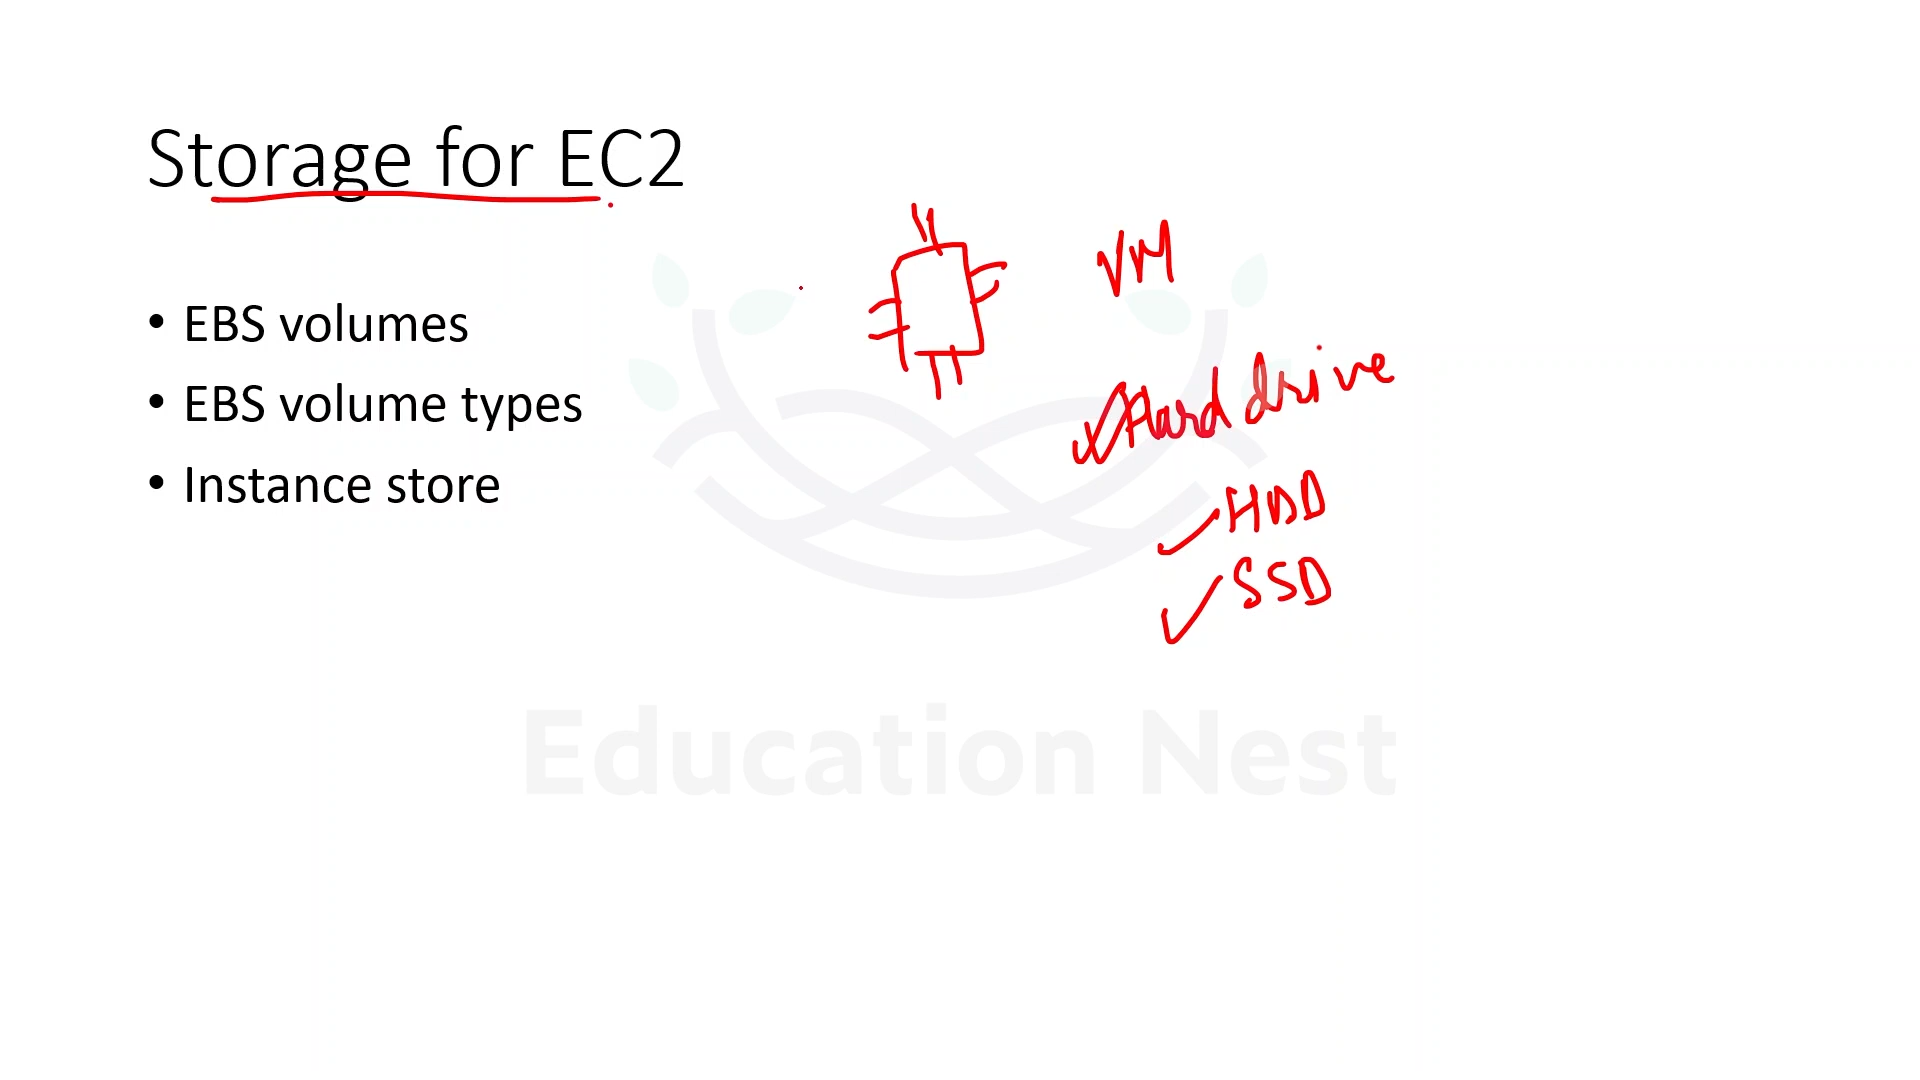 Storage for EC2
• EBS volumes
• EBS volume types
• Instance store
VM
Hard drive
HDD
SSD
Education Nest